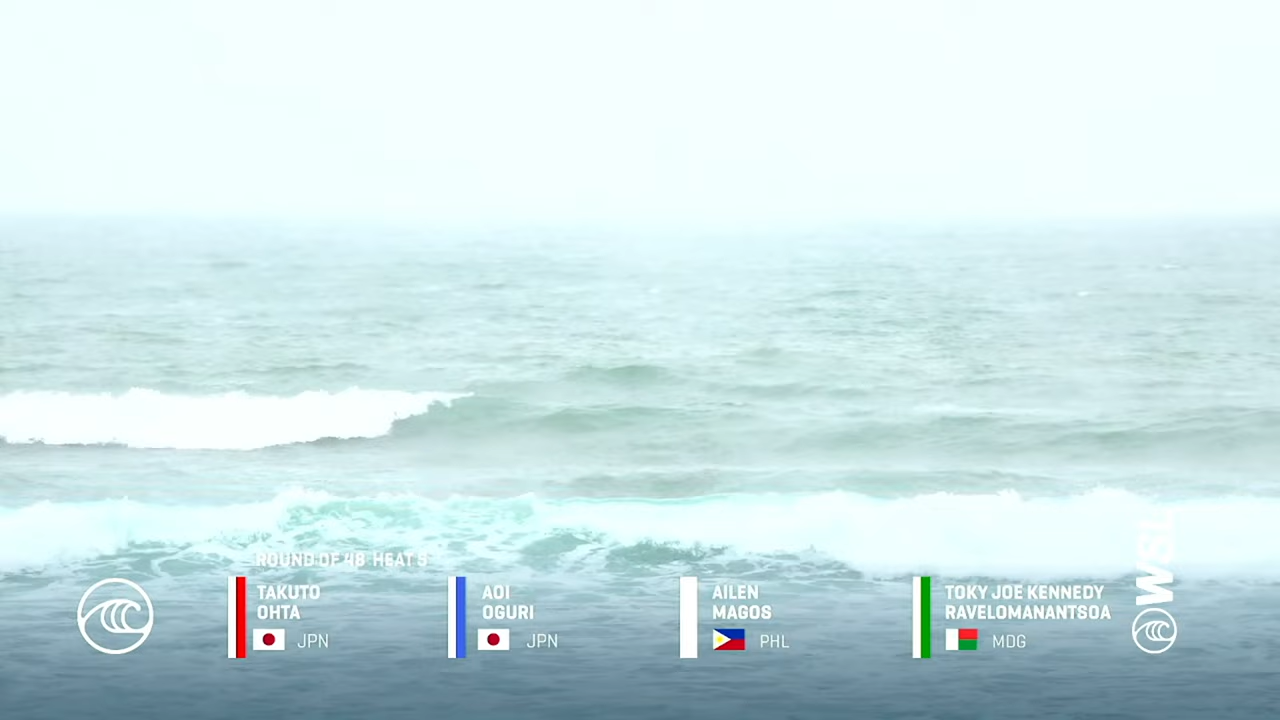 ROUND OF 48 HEAT 5
TAKUTO
OHTA
JPN
AOI
OGURI
JPN
AILEN
MAGOS
PHL
TOKY JOE KENNEDY
RAVELOMANANTSOA
MDG
WSL